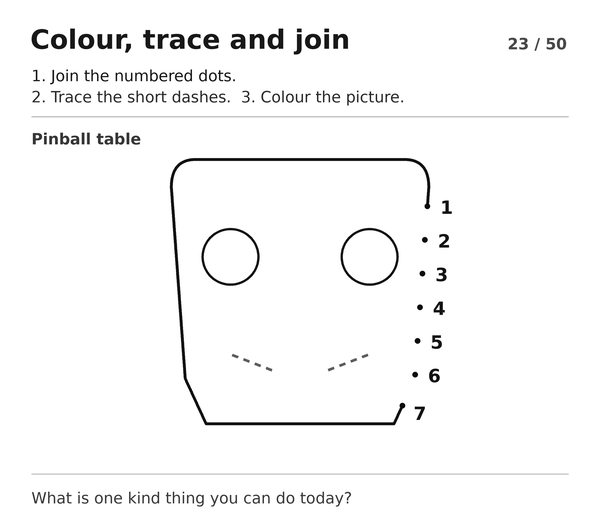 Colour, trace and join
23 / 50
1. Join the numbered dots.
2. Trace the short dashes.  3. Colour the picture.
Pinball table
1
2
3
4
5
6
7
What is one kind thing you can do today?